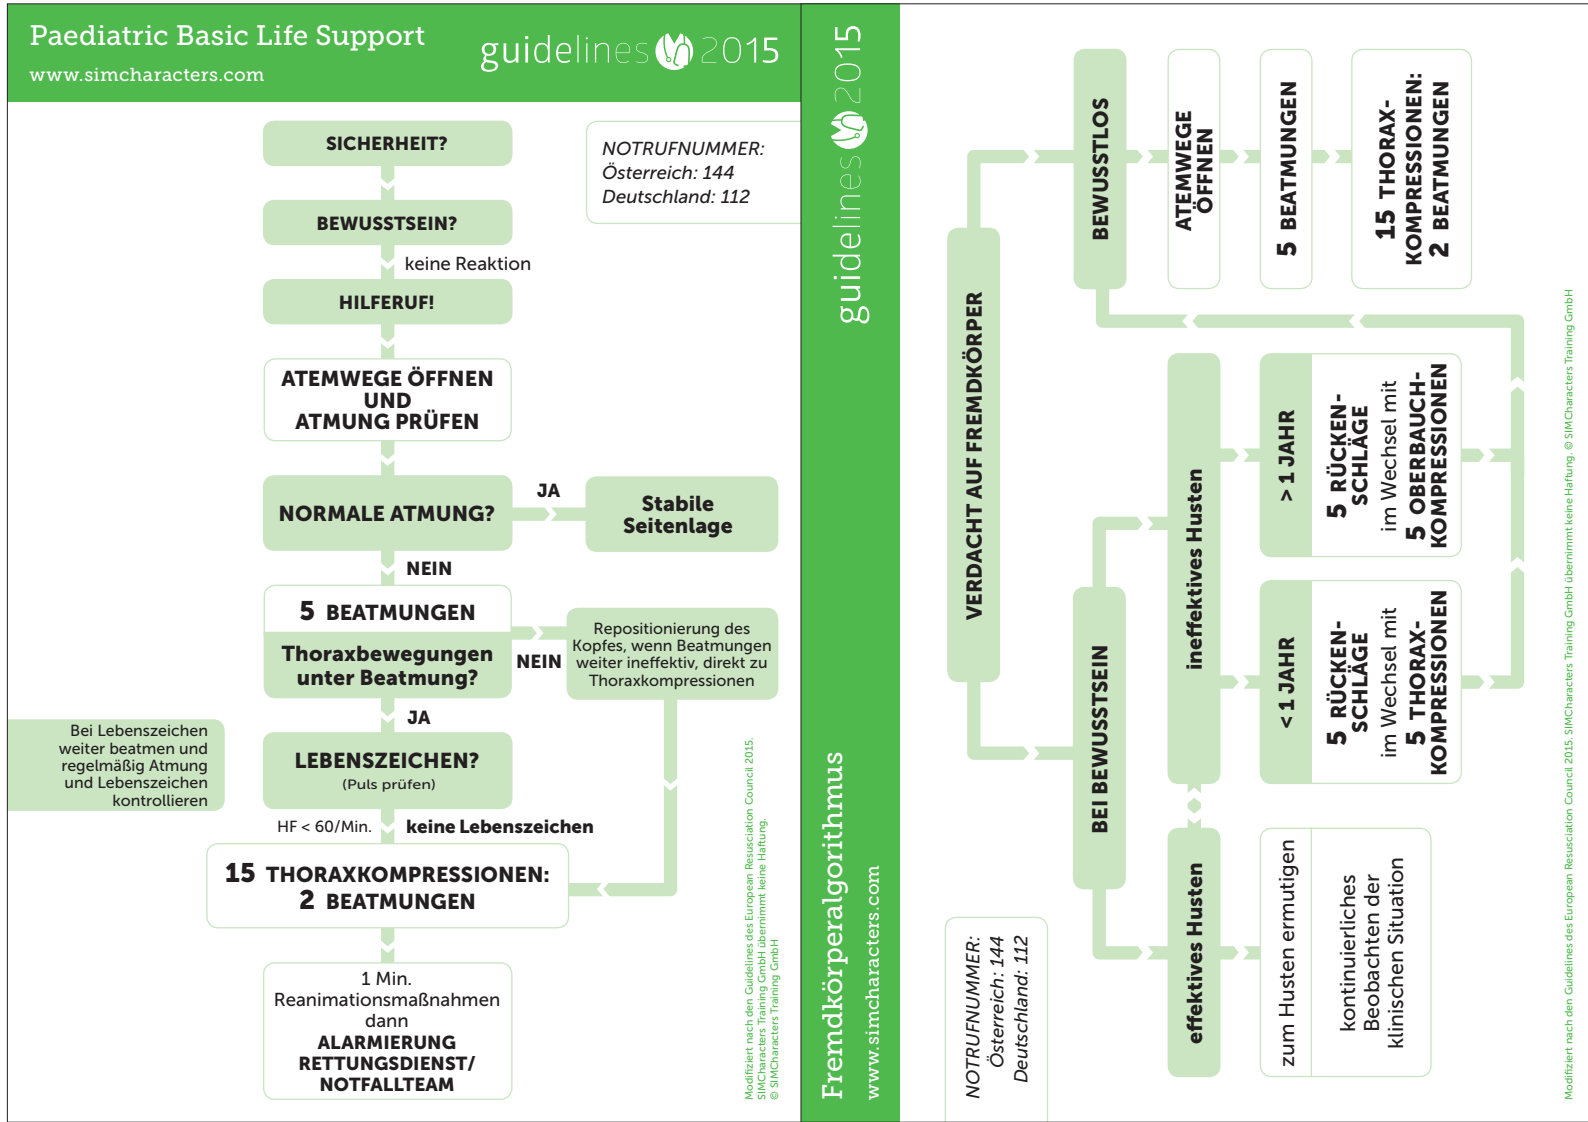 Paediatric Basic Life Support
www.simcharacters.com
guidelines 2015
SICHERHEIT?
NOTRUFNUMMER:
Österreich: 144
Deutschland: 112
BEWUSSTSEIN?
keine Reaktion
HILFERUF!
ATEMWEGE ÖFFNEN
UND
ATMUNG PRÜFEN
NORMALE ATMUNG?
JA
Stabile
Seitenlage
NEIN
5 BEATMUNGEN
Thoraxbewegungen
unter Beatmung?
NEIN
Repositionierung des
Kopfes, wenn Beatmungen
weiter ineffektiv, direkt zu
Thoraxkompressionen
JA
Bei Lebenszeichen
weiter beatmen und
regelmäßig Atmung
und Lebenszeichen
kontrollieren
LEBENSZEICHEN?
(Puls prüfen)
HF < 60/Min.
keine Lebenszeichen
15 THORAXKOMPRESSIONEN:
2 BEATMUNGEN
1 Min.
Reanimationsmaßnahmen
dann
ALARMIERUNG
RETTUNGSDIENST/
NOTFALLTEAM
Modifiziert nach den Guidelines des European Resusciation Council 2015.
SIMCharacters Training GmbH übernimmt keine Haftung.
© SIMCharacters Training GmbH
Fremdkörperalgorithmus
www.simcharacters.com
guidelines 2015
NOTRUFNUMMER:
Österreich: 144
Deutschland: 112
VERDACHT AUF FREMDKÖRPER
BEI BEWUSSTSEIN
BEWUSSTLOS
effektives Husten
ineffektives Husten
ATEMWEGE
ÖFFNEN
zum Husten ermutigen
kontinuierliches
Beobachten der
klinischen Situation
< 1 JAHR
5 RÜCKEN-
SCHLÄGE
im Wechsel mit
5 THORAX-
KOMPRESSIONEN
> 1 JAHR
5 RÜCKEN-
SCHLÄGE
im Wechsel mit
5 OBERBAUCH-
KOMPRESSIONEN
5 BEATMUNGEN
15 THORAX-
KOMPRESSIONEN:
2 BEATMUNGEN
Modifiziert nach den Guidelines des European Resusciation Council 2015. SIMCharacters Training GmbH übernimmt keine Haftung. © SIMCharacters Training GmbH